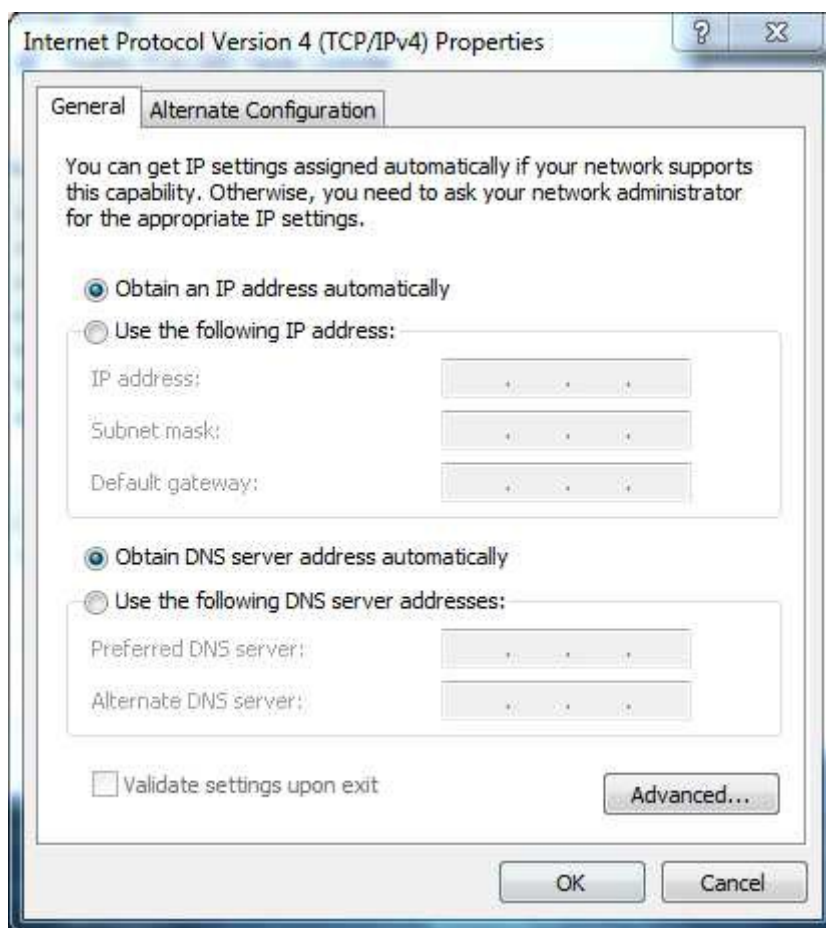 Internet Protocol Version 4 (TCP/IPv4) Properties
General
Alternate Configuration
You can get IP settings assigned automatically if your network supports
this capability. Otherwise, you need to ask your network administrator
for the appropriate IP settings.
Obtain an IP address automatically
Use the following IP address:
IP address:
Subnet mask:
Default gateway:
Obtain DNS server address automatically
Use the following DNS server addresses:
Preferred DNS server:
Alternate DNS server:
Validate settings upon exit
Advanced...
OK
Cancel